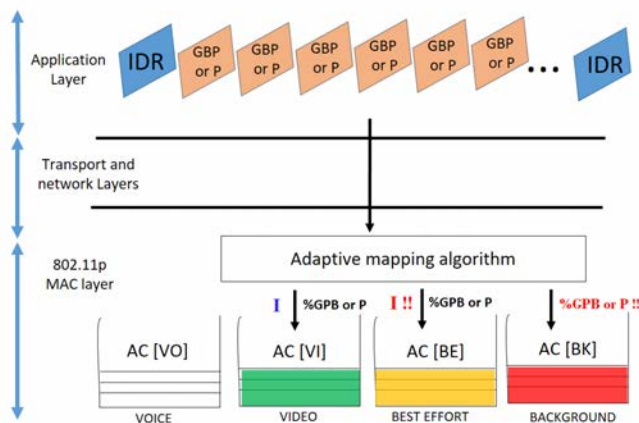 Application
Layer
IDR
GBP
or P
GBP
or P
GBP
or P
GBP
or P
GBP
or P
GBP
or P
...
IDR
Transport and
network Layers
802.11p
MAC layer
Adaptive mapping algorithm
I %GPB or P
I !! %GPB or P
%GPB or P !!
AC [VO]
AC [VI]
AC [BE]
AC [BK]
VOICE
VIDEO
BEST EFFORT
BACKGROUND